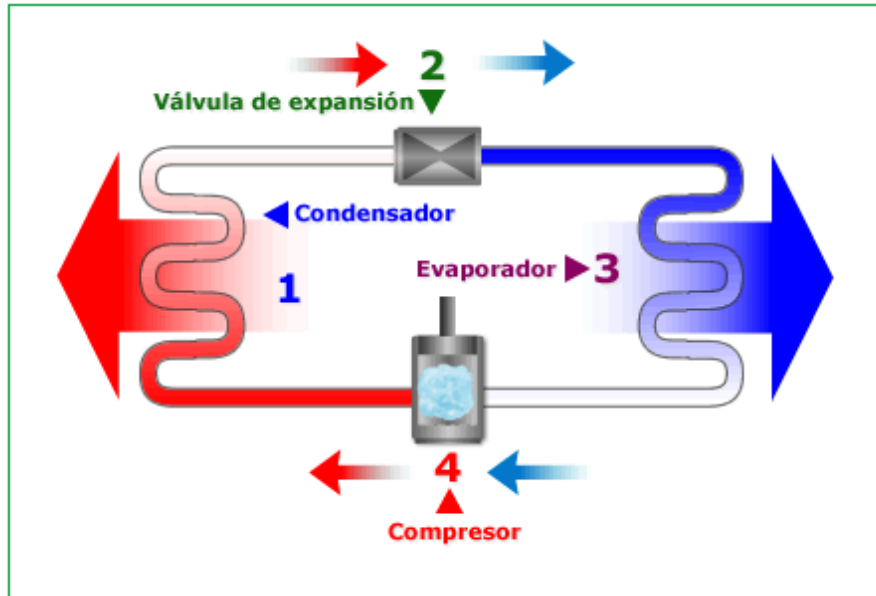 2
Válvula de expansión
Condensador
1
Evaporador
3
4
Compresor